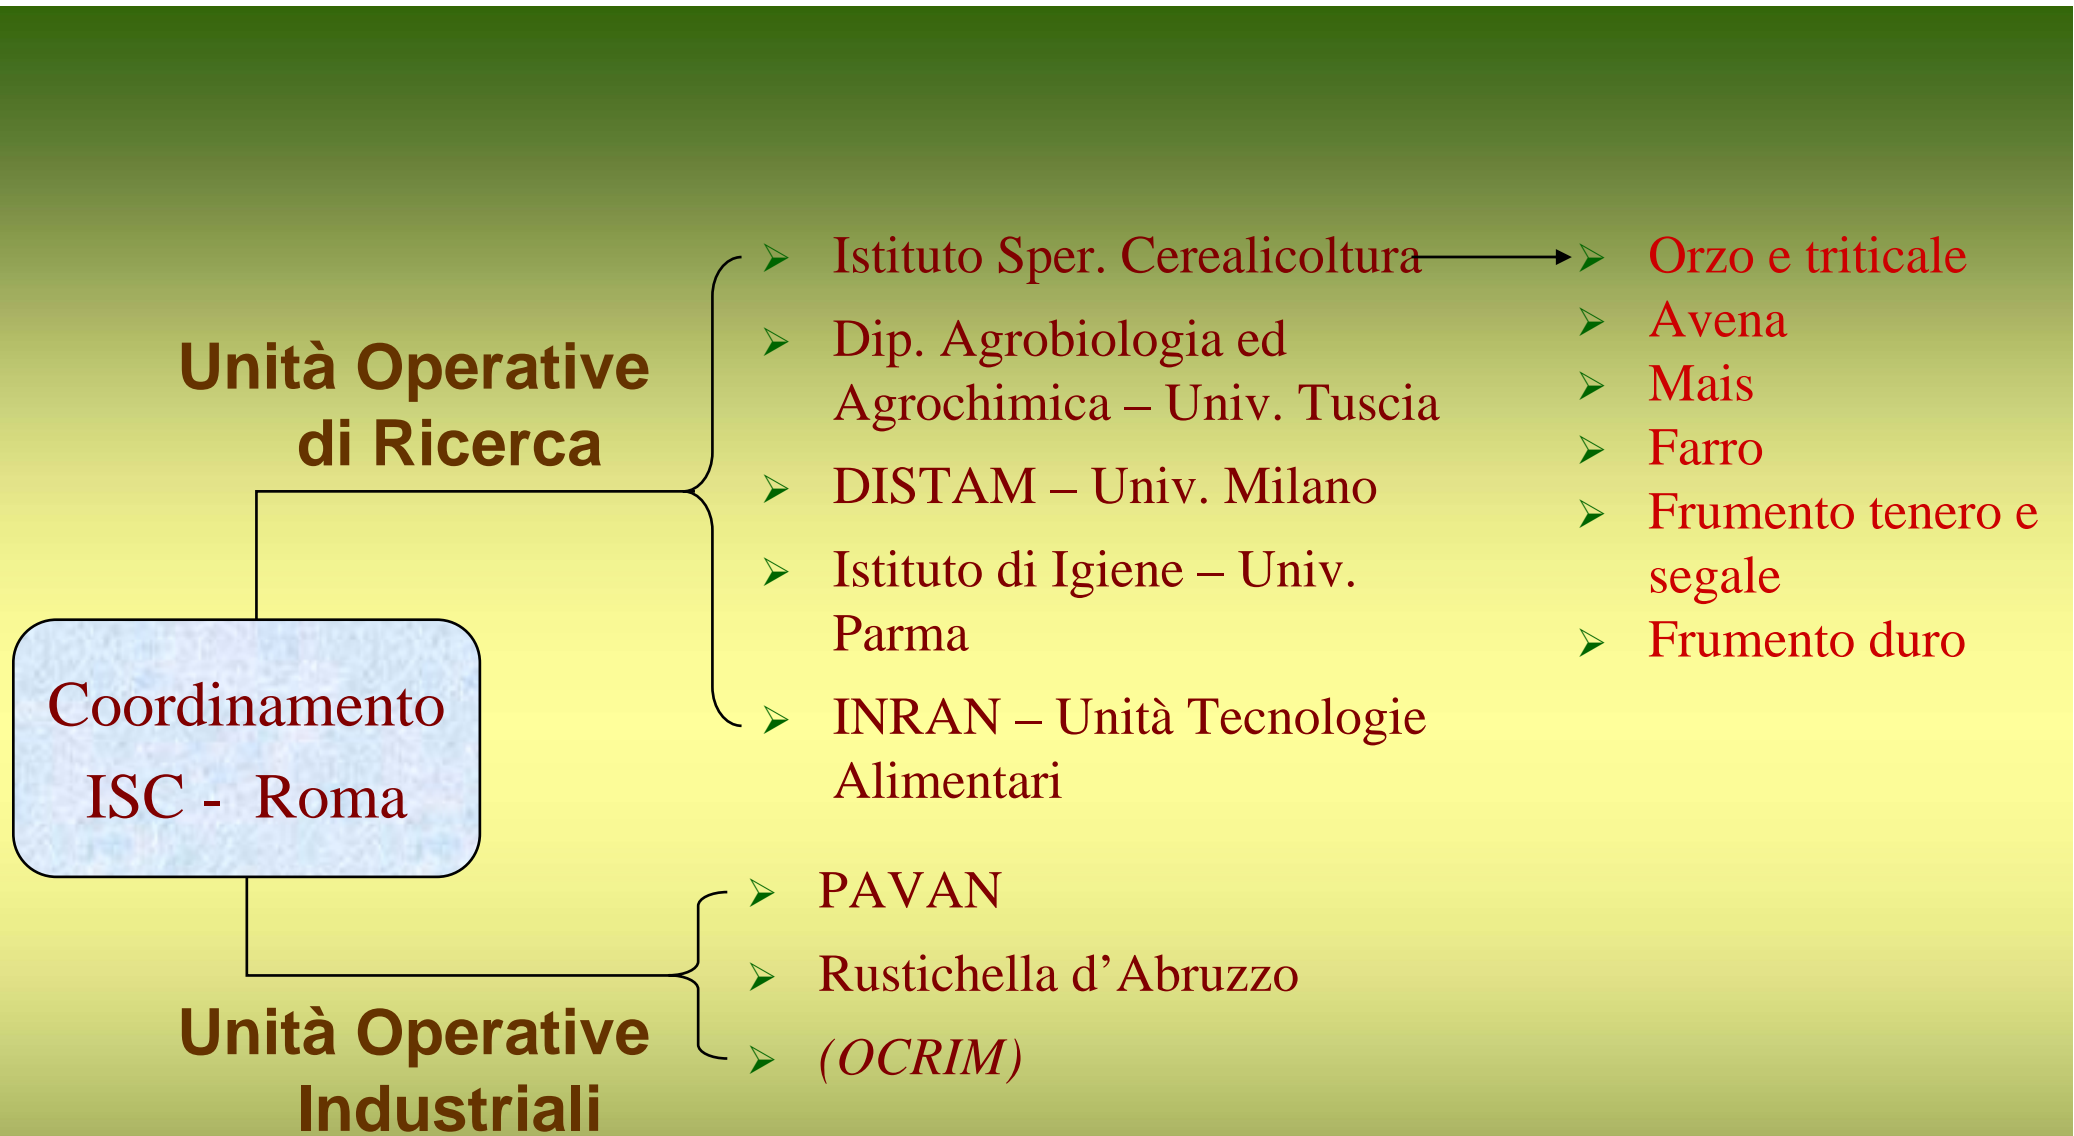 Unità Operative
di Ricerca
Istituto Sper. Cerealicoltura
Dip. Agrobiologia ed
Agrochimica – Univ. Tuscia
DISTAM – Univ. Milano
Istituto di Igiene – Univ.
Parma
INRAN – Unità Tecnologie
Alimentari
Orzo e triticale
Avena
Mais
Farro
Frumento tenero e
segale
Frumento duro
Coordinamento
ISC - Roma
Unità Operative
Industriali
PAVAN
Rustichella d’Abruzzo
(OCRIM)